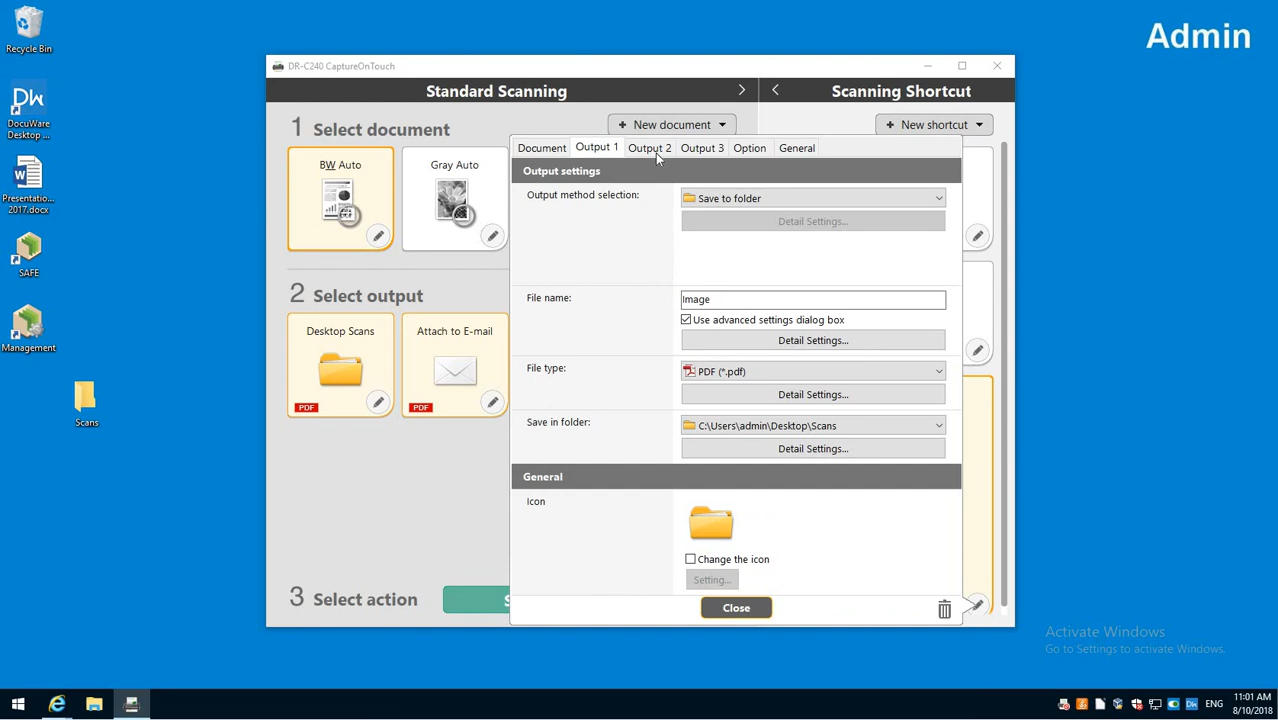 Admin
Recycle Bin
DocuWare
Desktop ...
Presentatio...
2017.docx
SAFE
Management
Scans
DR-C240 CaptureOnTouch
Standard Scanning
Scanning Shortcut
1 Select document
+ New document
+ New shortcut
BW Auto
Gray Auto
2 Select output
Desktop Scans
Attach to E-mail
PDF
PDF
3 Select action
Document
Output 1
Output 2
Output 3
Option
General
Output settings
Output method selection:
Save to folder
Detail Settings...
File name:
Image
Use advanced settings dialog box
Detail Settings...
File type:
PDF (*.pdf)
Detail Settings...
Save in folder:
C:\Users\admin\Desktop\Scans
Detail Settings...
General
Icon
Change the icon
Setting...
Close
Activate Windows
Go to Settings to activate Windows.
ENG
11:01 AM
8/10/2018